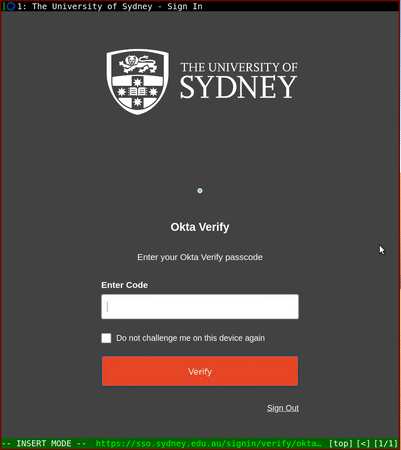 1: The University of Sydney - Sign In
THE UNIVERSITY OF
SYDNEY
Okta Verify
Enter your Okta Verify passcode
Enter Code
Do not challenge me on this device again
Verify
Sign Out
-- INSERT MODE -- https://sso.sydney.edu.au/signin/verify/okta… [top] [<] [1/1]